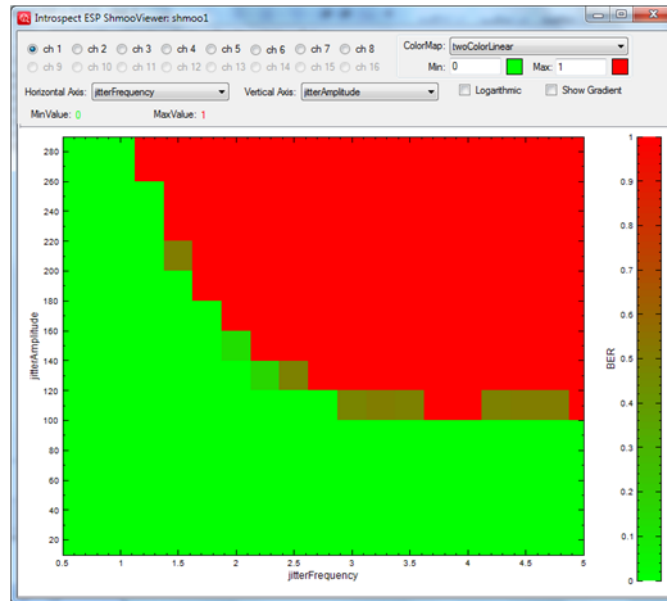 Introspect ESP ShmooViewer: shmoo1
ch 1 ch 2 ch 3 ch 4 ch 5 ch 6 ch 7 ch 8
ch 9 ch 10 ch 11 ch 12 ch 13 ch 14 ch 15 ch 16
ColorMap: twoColorLinear
Min: 0 Max: 1
Horizontal Axis: jitterFrequency Vertical Axis: jitterAmplitude Logarithmic Show Gradient
MinValue: 0 MaxValue: 1
jitterAmplitude
280
260
240
220
200
180
160
140
120
100
80
60
40
20
0.5 1 1.5 2 2.5 3 3.5 4 4.5 5
jitterFrequency
BER
1
0.9
0.8
0.7
0.6
0.5
0.4
0.3
0.2
0.1
0